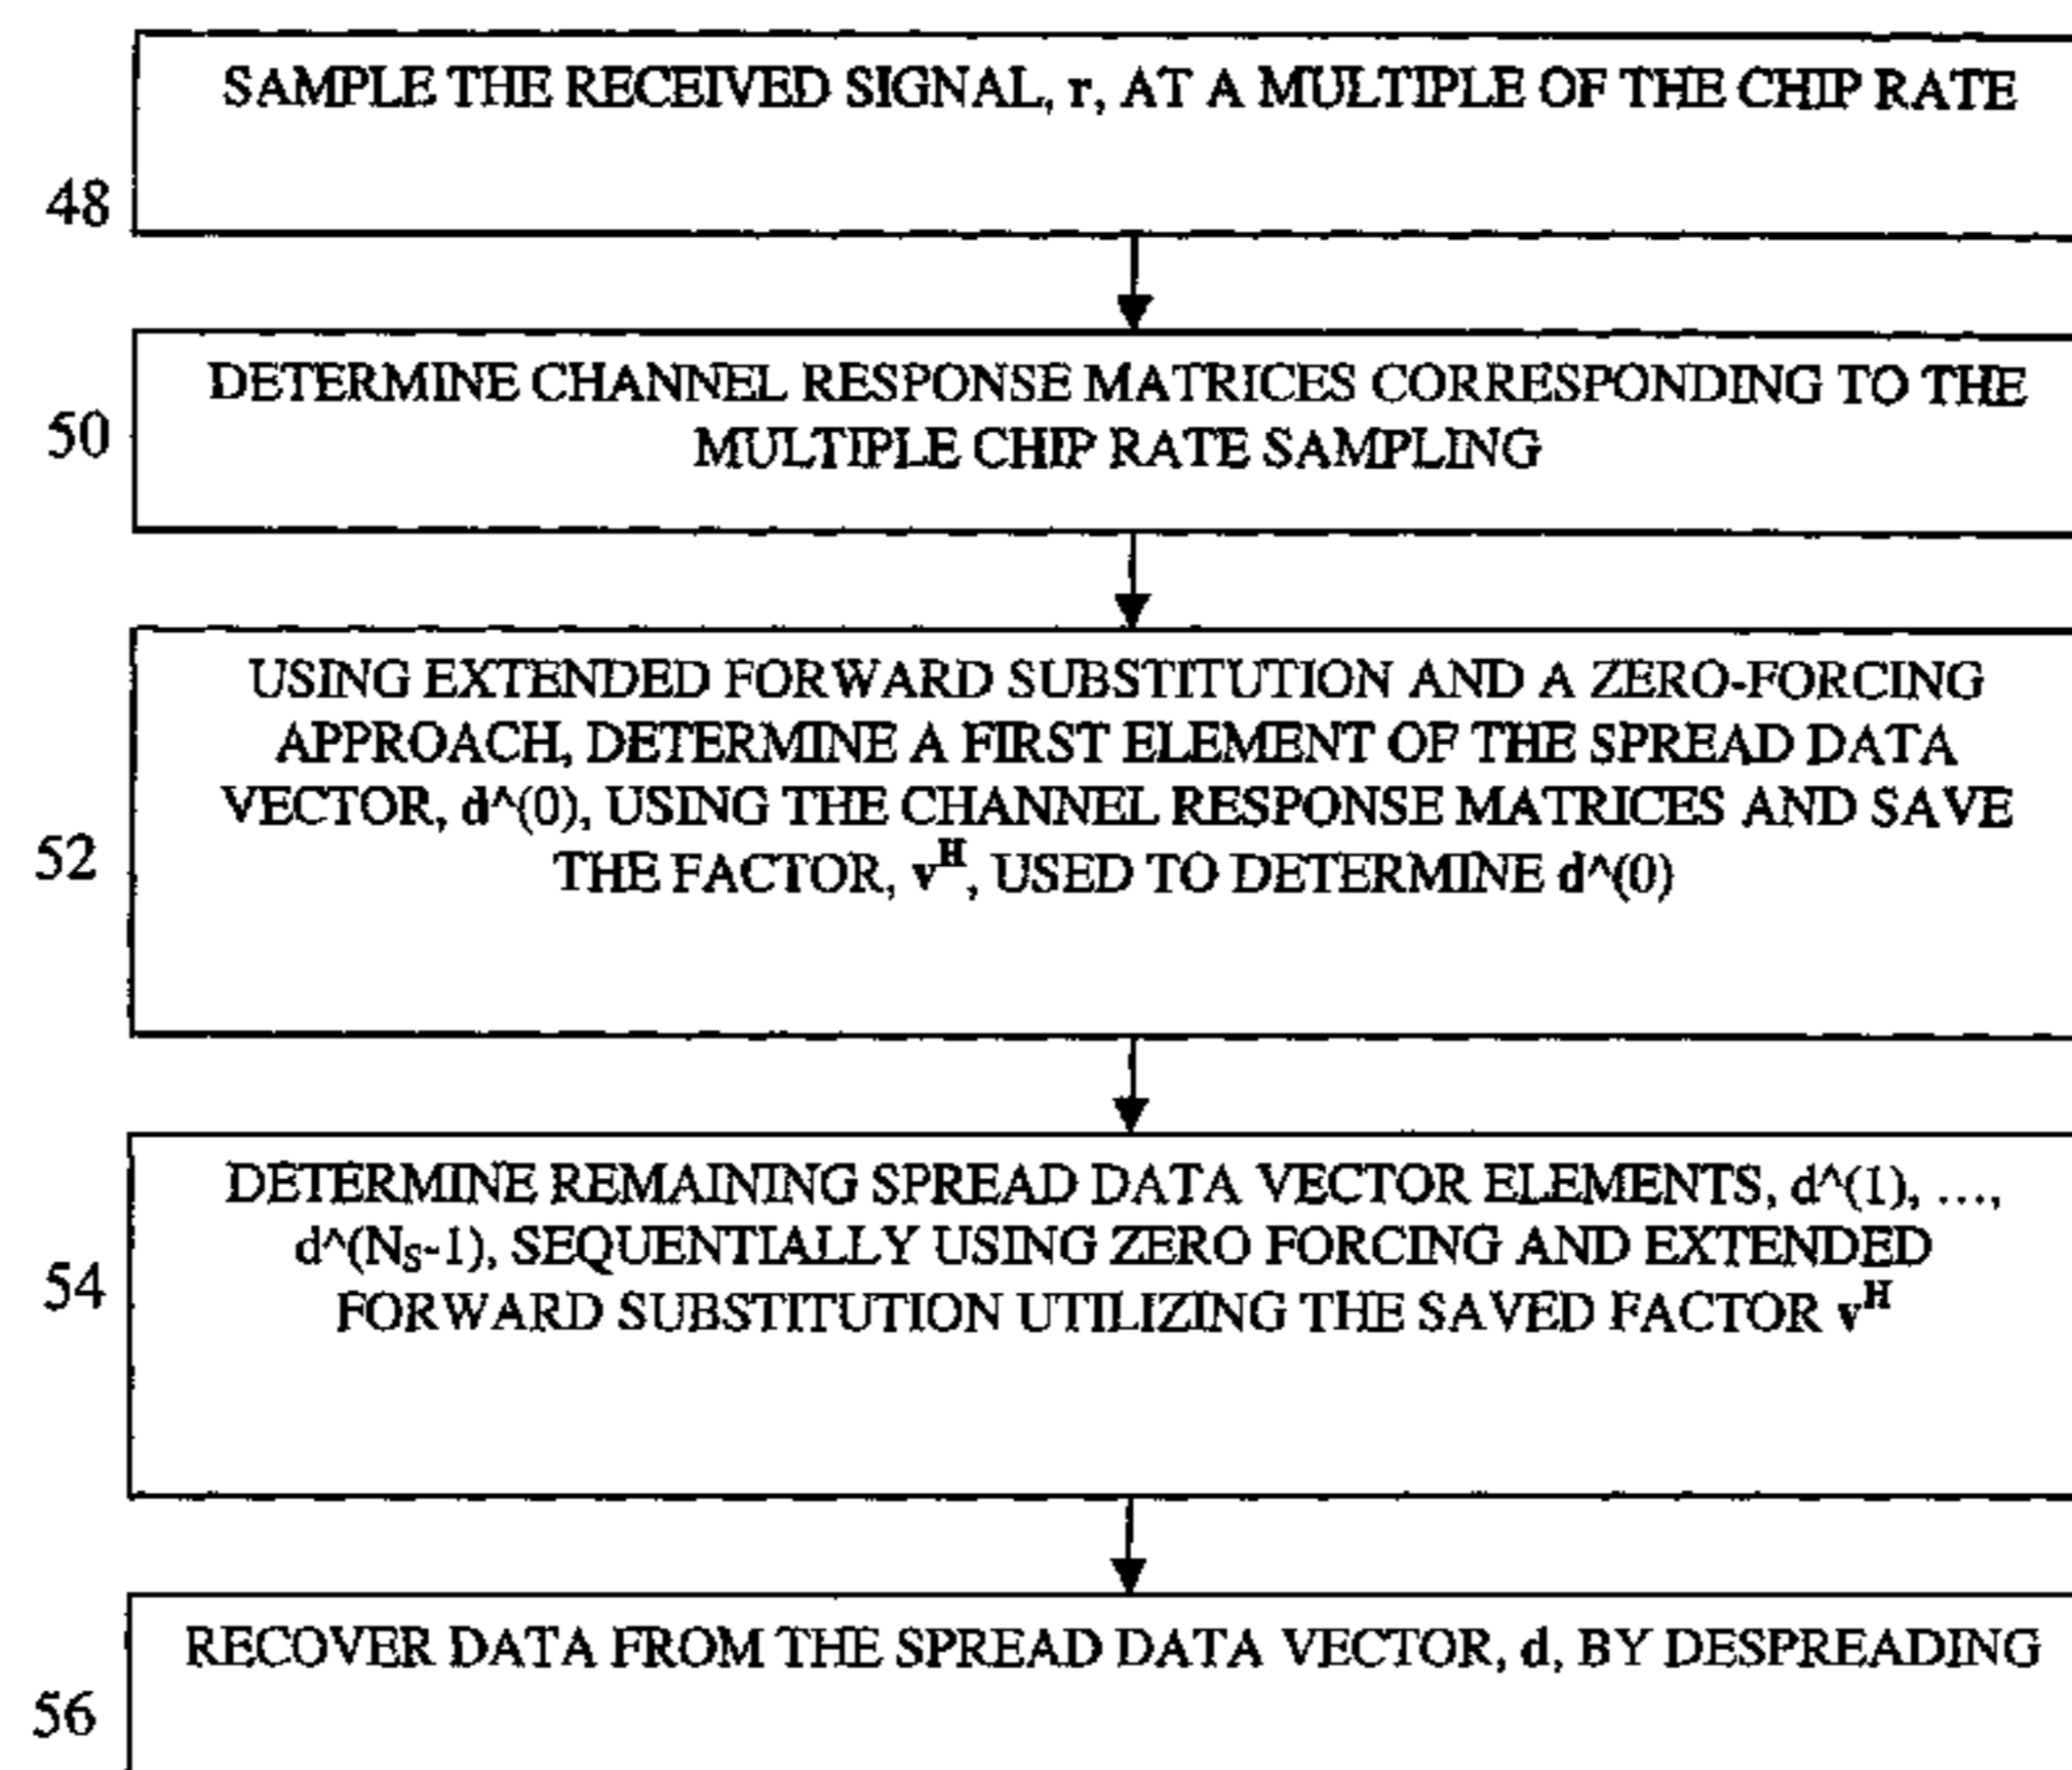 SAMPLE THE RECEIVED SIGNAL, r, AT A MULTIPLE OF THE CHIP RATE
48
DETERMINE CHANNEL RESPONSE MATRICES CORRESPONDING TO THE
MULTIPLE CHIP RATE SAMPLING
50
USING EXTENDED FORWARD SUBSTITUTION AND A ZERO-FORCING
APPROACH, DETERMINE A FIRST ELEMENT OF THE SPREAD DATA
VECTOR, d^(0), USING THE CHANNEL RESPONSE MATRICES AND SAVE
THE FACTOR, v^H, USED TO DETERMINE d^(0)
52
DETERMINE REMAINING SPREAD DATA VECTOR ELEMENTS, d^(1), ...,
d^(N_S-1), SEQUENTIALLY USING ZERO FORCING AND EXTENDED
FORWARD SUBSTITUTION UTILIZING THE SAVED FACTOR v^H
54
RECOVER DATA FROM THE SPREAD DATA VECTOR, d, BY DESPREADING
56